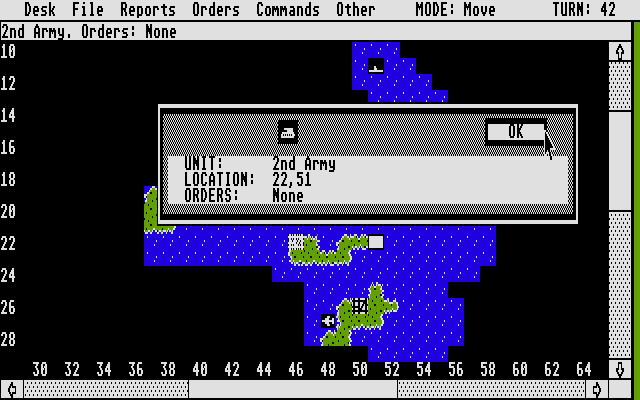 Desk File Reports Orders Commands Other MODE: Move TURN: 42
2nd Army. Orders: None
10
12
14
16
18
20
22
24
26
28
OK
UNIT: 2nd Army
LOCATION: 22,51
ORDERS: None
30 32 34 36 38 40 42 44 46 48 50 52 54 56 58 60 62 64